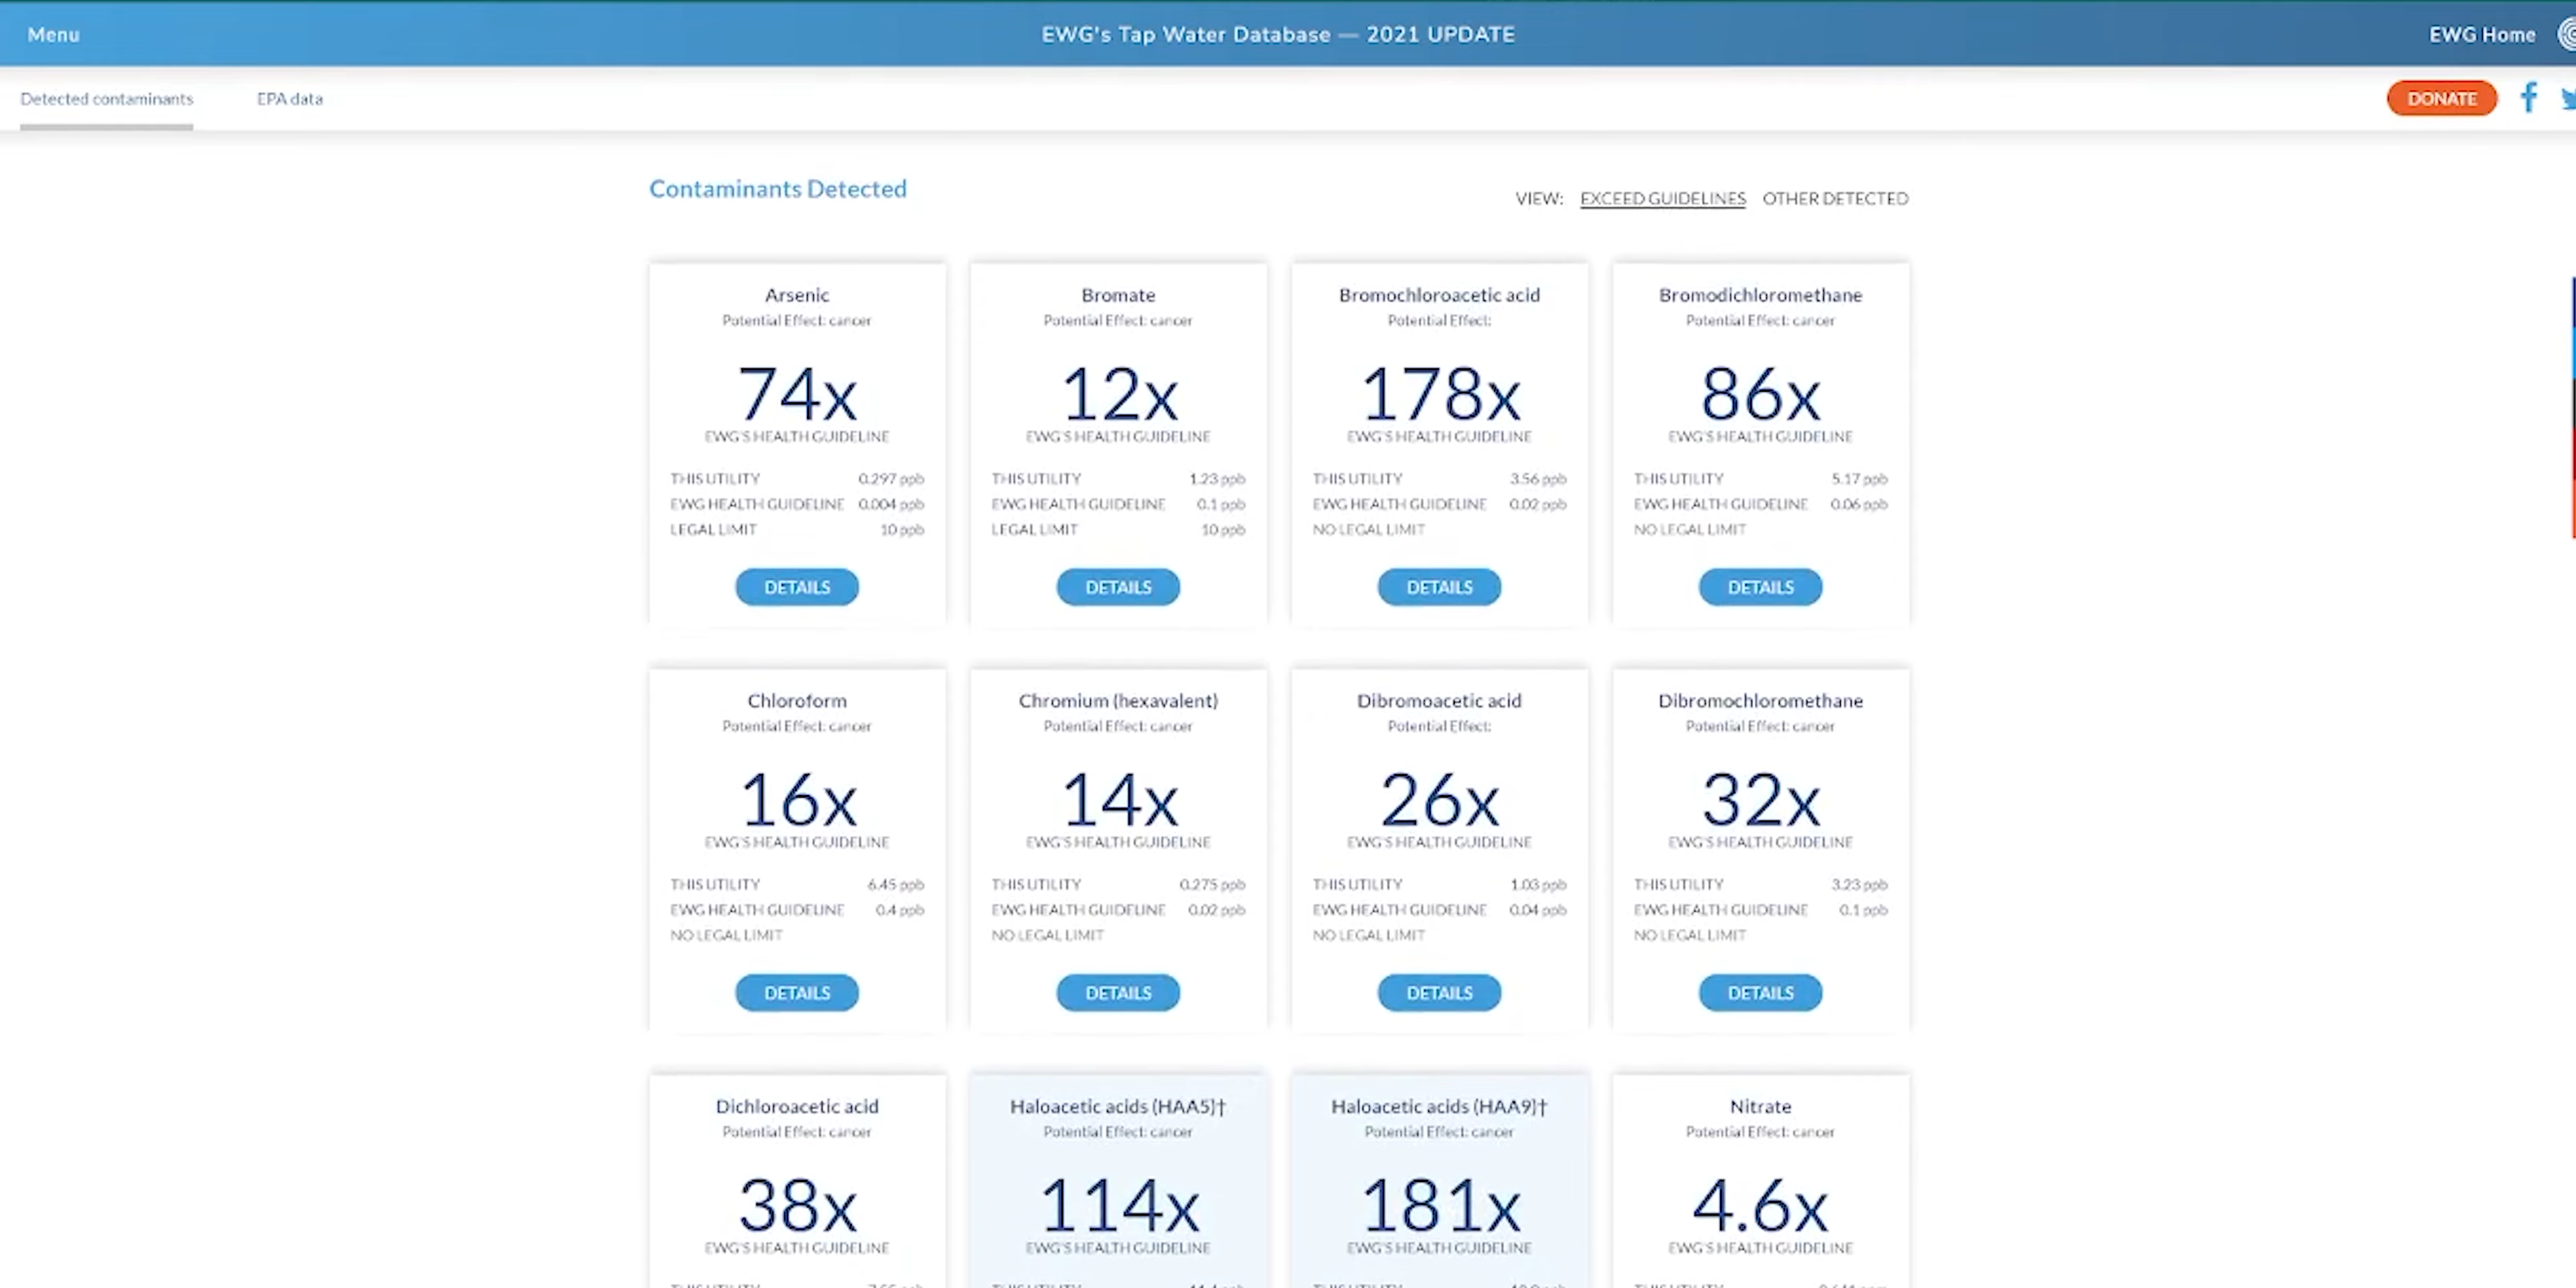 Menu
EWG's Tap Water Database — 2021 UPDATE
EWG Home
Detected contaminants
EPA data
DONATE
Contaminants Detected
VIEW: EXCEED GUIDELINES OTHER DETECTED
Arsenic
Potential Effect: cancer
74x
EWG'S HEALTH GUIDELINE
THIS UTILITY 0.297 ppb
EWG HEALTH GUIDELINE 0.004 ppb
LEGAL LIMIT 10 ppb
DETAILS
Bromate
Potential Effect: cancer
12x
EWG'S HEALTH GUIDELINE
THIS UTILITY 1.23 ppb
EWG HEALTH GUIDELINE 0.1 ppb
LEGAL LIMIT 10 ppb
DETAILS
Bromochloroacetic acid
Potential Effect:
178x
EWG'S HEALTH GUIDELINE
THIS UTILITY 3.56 ppb
EWG HEALTH GUIDELINE 0.02 ppb
NO LEGAL LIMIT
DETAILS
Bromodichloromethane
Potential Effect: cancer
86x
EWG'S HEALTH GUIDELINE
THIS UTILITY 5.17 ppb
EWG HEALTH GUIDELINE 0.06 ppb
NO LEGAL LIMIT
DETAILS
Chloroform
Potential Effect: cancer
16x
EWG'S HEALTH GUIDELINE
THIS UTILITY 6.45 ppb
EWG HEALTH GUIDELINE 0.4 ppb
NO LEGAL LIMIT
DETAILS
Chromium (hexavalent)
Potential Effect: cancer
14x
EWG'S HEALTH GUIDELINE
THIS UTILITY 0.275 ppb
EWG HEALTH GUIDELINE 0.02 ppb
NO LEGAL LIMIT
DETAILS
Dibromoacetic acid
Potential Effect:
26x
EWG'S HEALTH GUIDELINE
THIS UTILITY 1.03 ppb
EWG HEALTH GUIDELINE 0.04 ppb
NO LEGAL LIMIT
DETAILS
Dibromochloromethane
Potential Effect: cancer
32x
EWG'S HEALTH GUIDELINE
THIS UTILITY 3.23 ppb
EWG HEALTH GUIDELINE 0.1 ppb
NO LEGAL LIMIT
DETAILS
Dichloroacetic acid
Potential Effect: cancer
38x
EWG'S HEALTH GUIDELINE
Haloacetic acids (HAA5)†
Potential Effect: cancer
114x
EWG'S HEALTH GUIDELINE
Haloacetic acids (HAA9)†
Potential Effect: cancer
181x
EWG'S HEALTH GUIDELINE
Nitrate
Potential Effect: cancer
4.6x
EWG'S HEALTH GUIDELINE